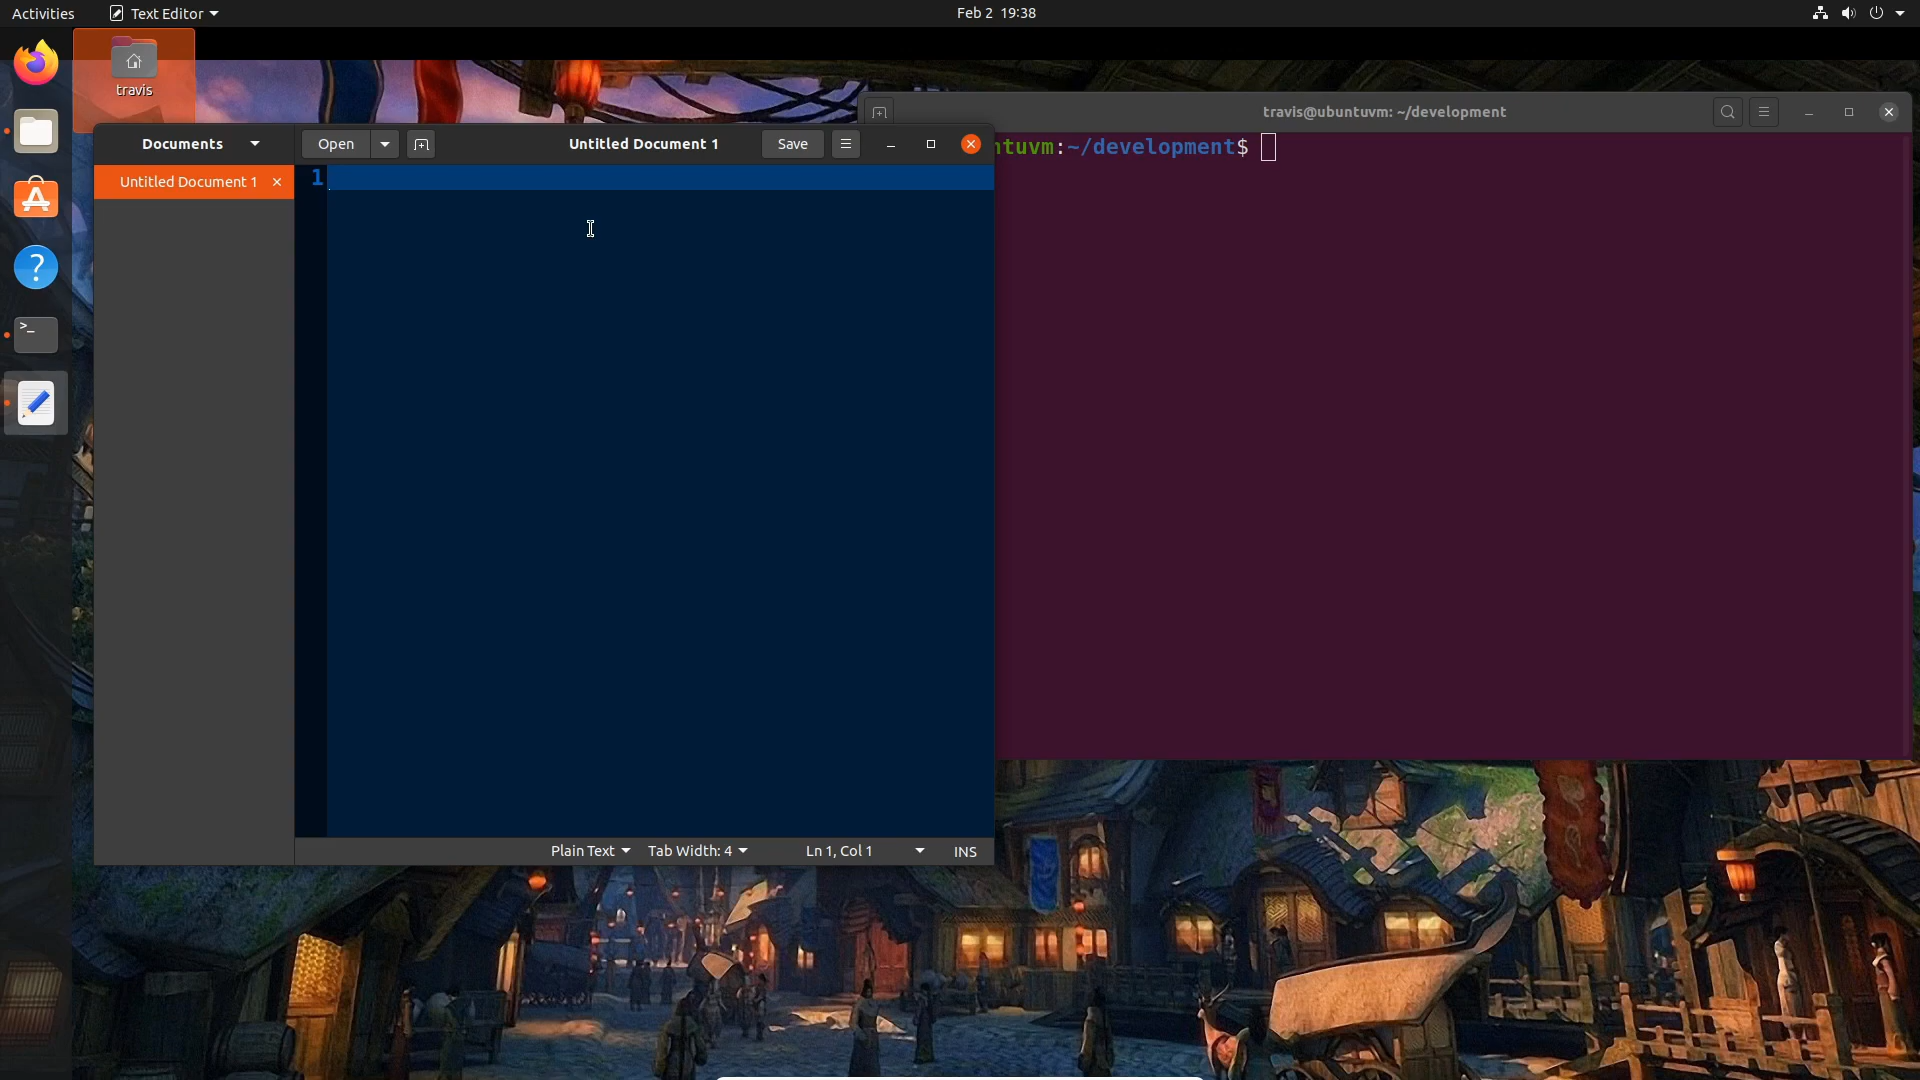 Activities
Text Editor
Feb 2 19:38
travis
travis@ubuntuvm: ~/development
Documents
Open
Untitled Document 1
Save
ntuvm:~/development$
Untitled Document 1
1
?
>_
Plain Text
Tab Width: 4
Ln 1, Col 1
INS